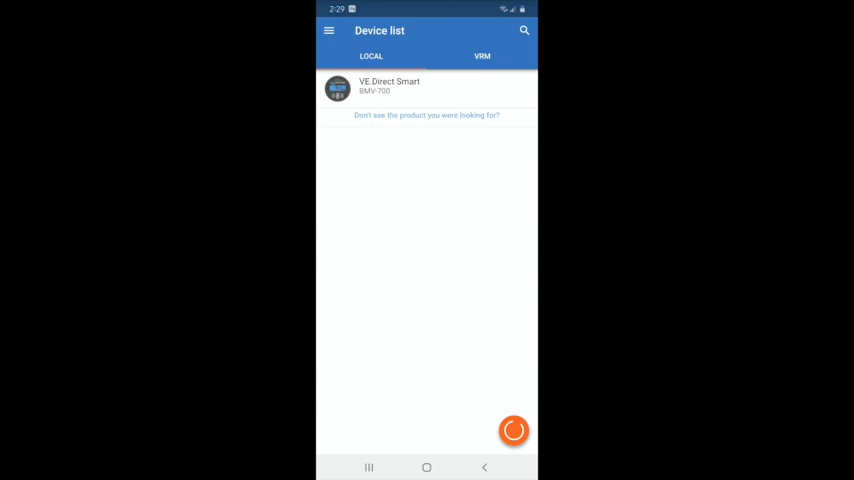 2:29
Device list
LOCAL
VRM
VE.Direct Smart
BMV-700
Don't see the product you were looking for?